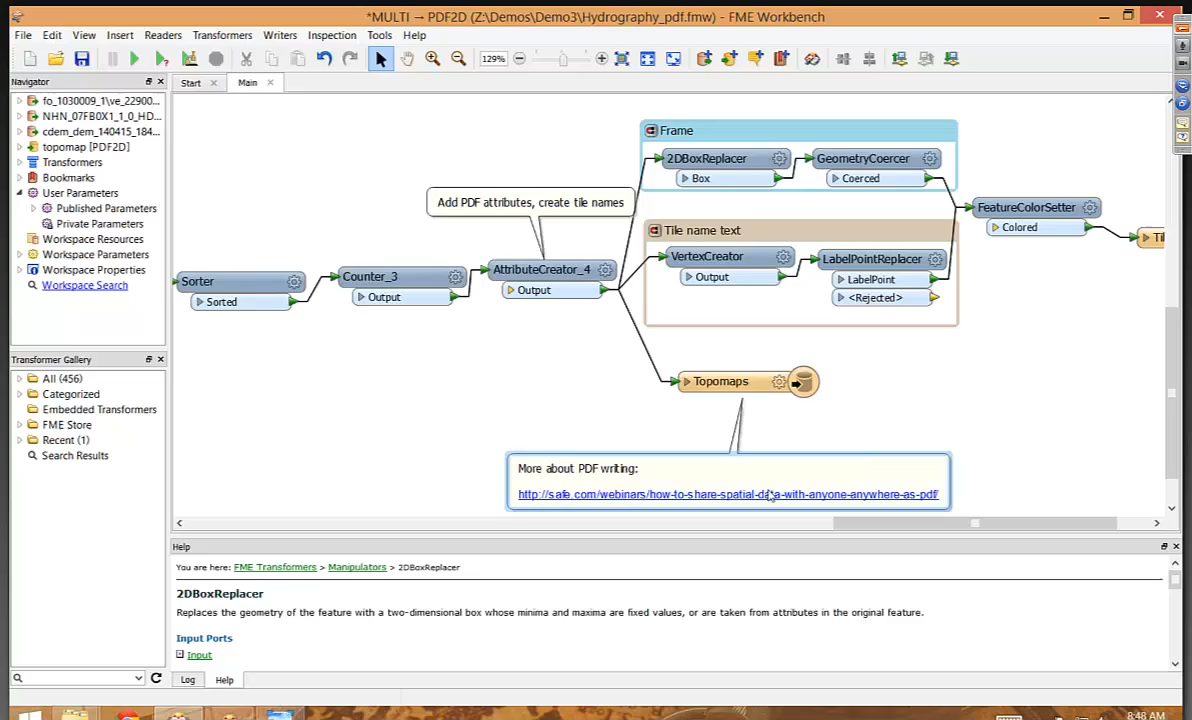 *MULTI → PDF2D (Z:\Demos\Demo3\Hydrography_pdf.fmw) - FME Workbench
File Edit View Insert Readers Transformers Writers Inspection Tools Help
129%
Navigator
Start
Main
fo_1030009_1\ve_22900...
NHN_07FB0X1_1_0_HD...
cdem_dem_140415_184...
topomap [PDF2D]
Transformers
Bookmarks
User Parameters
Published Parameters
Private Parameters
Workspace Resources
Workspace Parameters
Workspace Properties
Workspace Search
Transformer Gallery
All (456)
Categorized
Embedded Transformers
FME Store
Recent (1)
Search Results
Frame
2DBoxReplacer
Box
GeometryCoercer
Coerced
Add PDF attributes, create tile names
FeatureColorSetter
Colored
Tile name text
VertexCreator
Output
LabelPointReplacer
LabelPoint
<Rejected>
Sorter
Sorted
Counter_3
Output
AttributeCreator_4
Output
Topomaps
More about PDF writing:
http://safe.com/webinars/how-to-share-spatial-data-with-anyone-anywhere-as-pdf/
Help
You are here: FME Transformers > Manipulators > 2DBoxReplacer
2DBoxReplacer
Replaces the geometry of the feature with a two-dimensional box whose minima and maxima are fixed values, or are taken from attributes in the original feature.
Input Ports
Input
Log
Help
8:48 AM